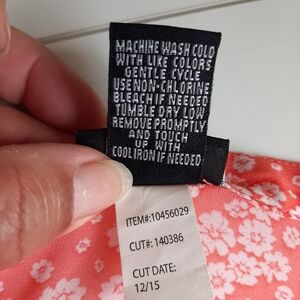 MACHINE WASH COLD
WITH LIKE COLORS
GENTLE CYCLE
USE NON-CHLORINE
BLEACH IF NEEDED
TUMBLE DRY LOW
REMOVE PROMPTLY
AND TOUCH
UP WITH
COOL IRON IF NEEDED
ITEM#:10456029
CUT#: 140386
CUT DATE:
12/15